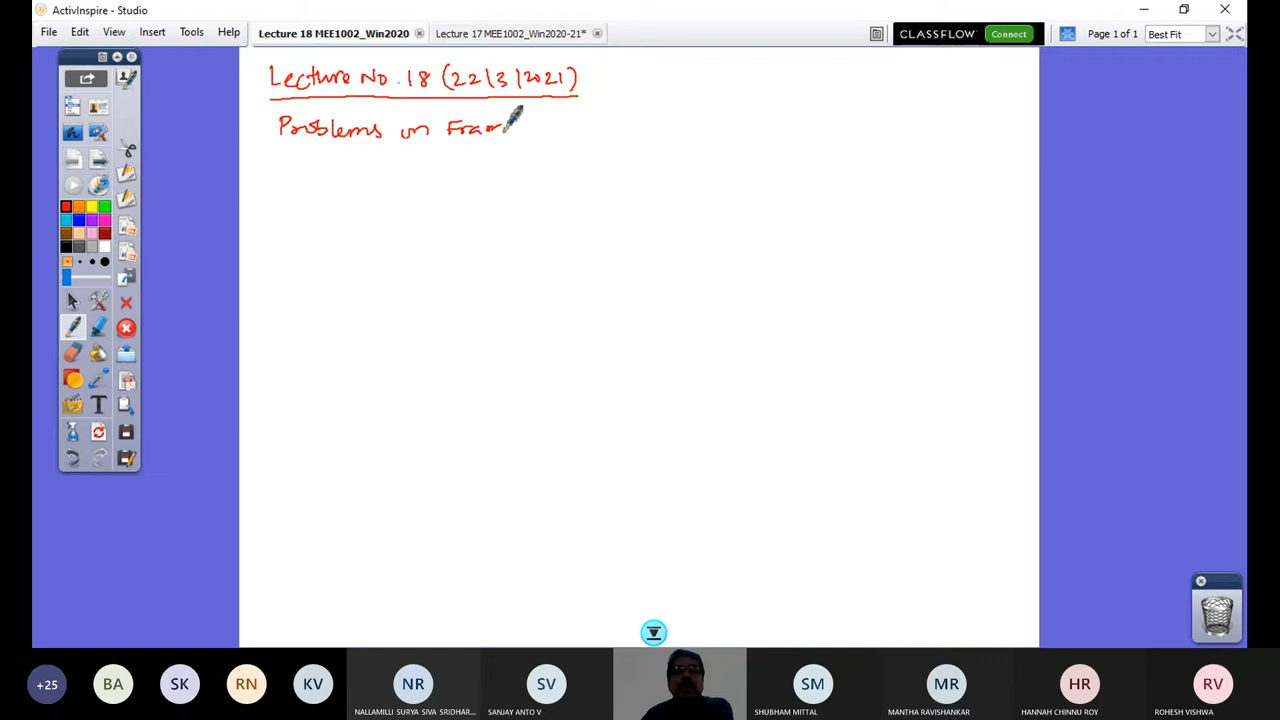 ActivInspire - Studio
File Edit View Insert Tools Help
Lecture 18 MEE1002_Win2020
Lecture 17 MEE1002_Win2020-21*
CLASSFLOW Connect
Page 1 of 1
Best Fit
Lecture No. 18 (22/3/2021)
Problems on Fram
+25
BA
SK
RN
KV
NR
SV
SM
MR
HR
RV
NALLAMILLI SURYA SIVA SRIDHAR...
SANJAY ANTO V
SHUBHAM MITTAL
MANTHA RAVISHANKAR
HANNAH CHINNU ROY
ROHESH VISHWA